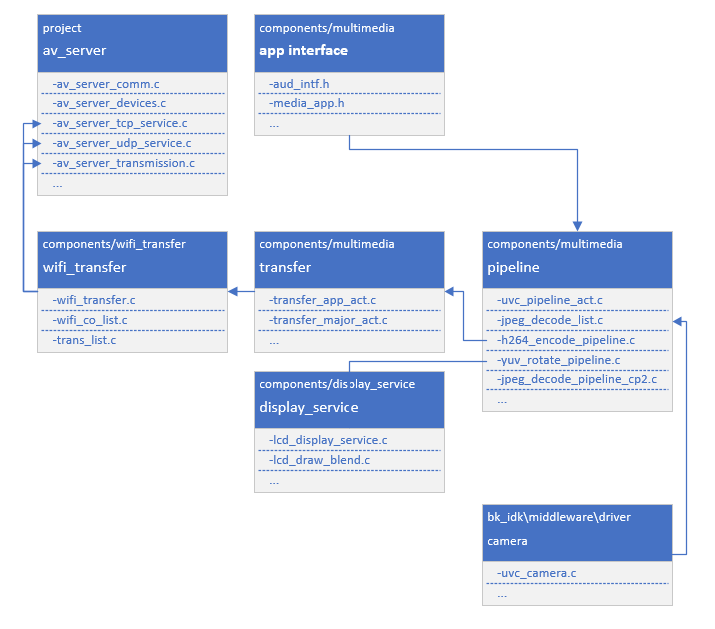 project
av_server
-av_server_comm.c
-av_server_devices.c
-av_server_tcp_service.c
-av_server_udp_service.c
-av_server_transmission.c
...
components/multimedia
app interface
-aud_intf.h
-media_app.h
...
components/wifi_transfer
wifi_transfer
-wifi_transfer.c
-wifi_co_list.c
-trans_list.c
components/multimedia
transfer
-transfer_app_act.c
-transfer_major_act.c
...
components/multimedia
pipeline
-uvc_pipeline_act.c
-jpeg_decode_list.c
-h264_encode_pipeline.c
-yuv_rotate_pipeline.c
-jpeg_decode_pipeline_cp2.c
...
components/display_service
display_service
-lcd_display_service.c
-lcd_draw_blend.c
...
bk_idk\middleware\driver
camera
-uvc_camera.c
...